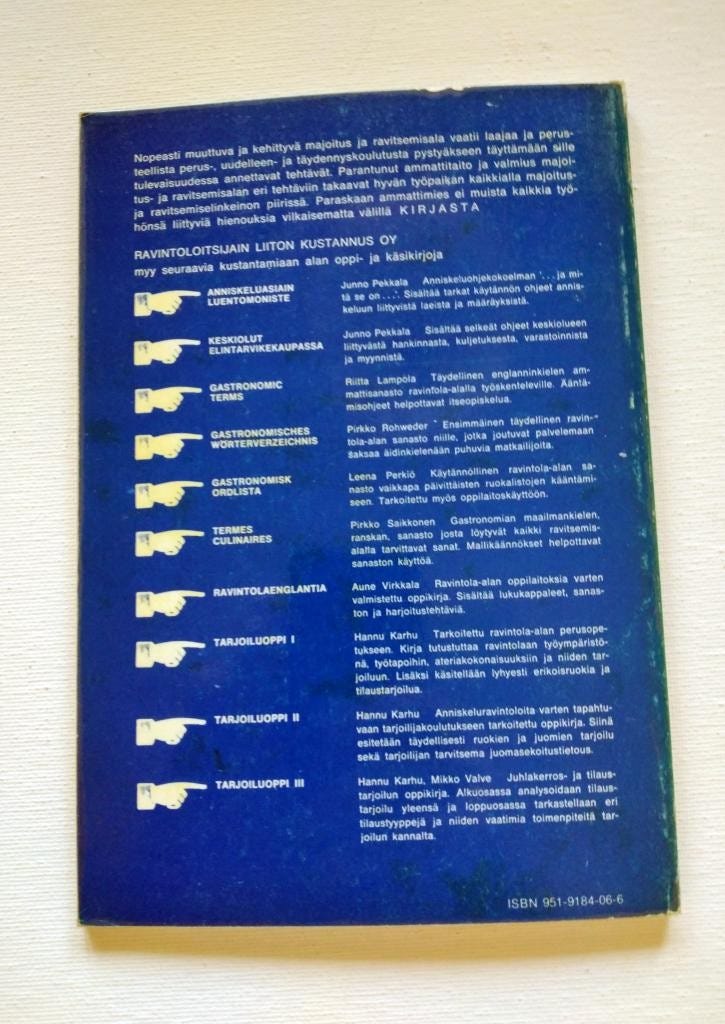 Nopeasti muuttuva ja kehittyvä majoitus ja ravitsemisala vaatii laajaa ja perus-
teellista perus-, uudelleen- ja täydennyskoulutusta pystyäkseen täyttämään sille
tulevaisuudessa annettavat tehtävät. Parantunut ammattitaito ja valmius majoi-
tus- ja ravitsemisalan eri tehtäviin takaavat hyvän työpaikan kaikkialla majoitus-
ja ravitsemiselinkeinon piirissä. Paraskaan ammattimies ei muista kaikkia työ-
hönsä liittyviä hienouksia vilkaisematta välillä KIRJASTA
RAVINTOLOITSIJAIN LIITON KUSTANNUS OY
myy seuraavia kustantamiaan alan oppi- ja käsikirjoja
ANNISKELUASIAIN
LUENTOMONISTE
Junno Pekkala Anniskeluohjekokoelman '...ja mi-
tä se on...'. Sisältää tarkat käytännön ohjeet annis-
keluun liittyvistä laeista ja määräyksistä.
KESKIOLUT
ELINTARVIKEKAUPASSA
Junno Pekkala Sisältää selkeät ohjeet keskiolueen
liittyvästä hankinnasta, kuljetuksesta, varastoinnista
ja myynnistä.
GASTRONOMIC
TERMS
Riitta Lampola Täydellinen englanninkielen am-
mattisanasto ravintola-alalla työskenteleville. Ääntä-
misohjeet helpottavat itseopiskelua.
GASTRONOMISCHES
WÖRTERVERZEICHNIS
Pirkko Rohweder Ensimmäinen täydellinen ravin-
tola-alan sanasto niille, jotka joutuvat palvelemaan
saksaa äidinkielenään puhuvia matkailijoita.
GASTRONOMISK
ORDLISTA
Leena Perkiö Käytännöllinen ravintola-alan sa-
nasto vaikkapa päivittäisten ruokalistojen kääntämi-
seen. Tarkoitettu myös oppilaitoskäyttöön.
TERMES
CULINAIRES
Pirkko Saikkonen Gastronomian maailmankielen,
ranskan, sanasto josta löytyvät kaikki ravitsemis-
alalla tarvittavat sanat. Mallikäännökset helpottavat
sanaston käyttöä.
RAVINTOLAENGLANTIA
Aune Virkkala Ravintola-alan oppilaitoksia varten
valmistettu oppikirja. Sisältää lukukappaleet, sanas-
ton ja harjoitustehtäviä.
TARJOILUOPPI I
Hannu Karhu Tarkoitettu ravintola-alan perusope-
tukseen. Kirja tutustuttaa ravintolaan työympäristö-
nä, työtapoihin, ateriakokonaisuuksiin ja niiden tar-
joiluun. Lisäksi käsitellään lyhyesti erikoisruokia ja
tilaustarjoilua.
TARJOILUOPPI II
Hannu Karhu Anniskeluravintoloita varten tapahtu-
vaan tarjoilijakoulutukseen tarkoitettu oppikirja. Siinä
esitetään täydellisesti ruokien ja juomien tarjoilu
sekä tarjoilijan tarvitsema juomasekoitustietous.
TARJOILUOPPI III
Hannu Karhu, Mikko Valve Juhlakerros- ja tilaus-
tarjoilun oppikirja. Alkuosassa analysoidaan tilaus-
tarjoilu yleensä ja loppuosassa tarkastellaan eri
tilaustyyppejä ja niiden vaatimia toimenpiteitä tar-
joilun kannalta.
ISBN 951-9184-06-6